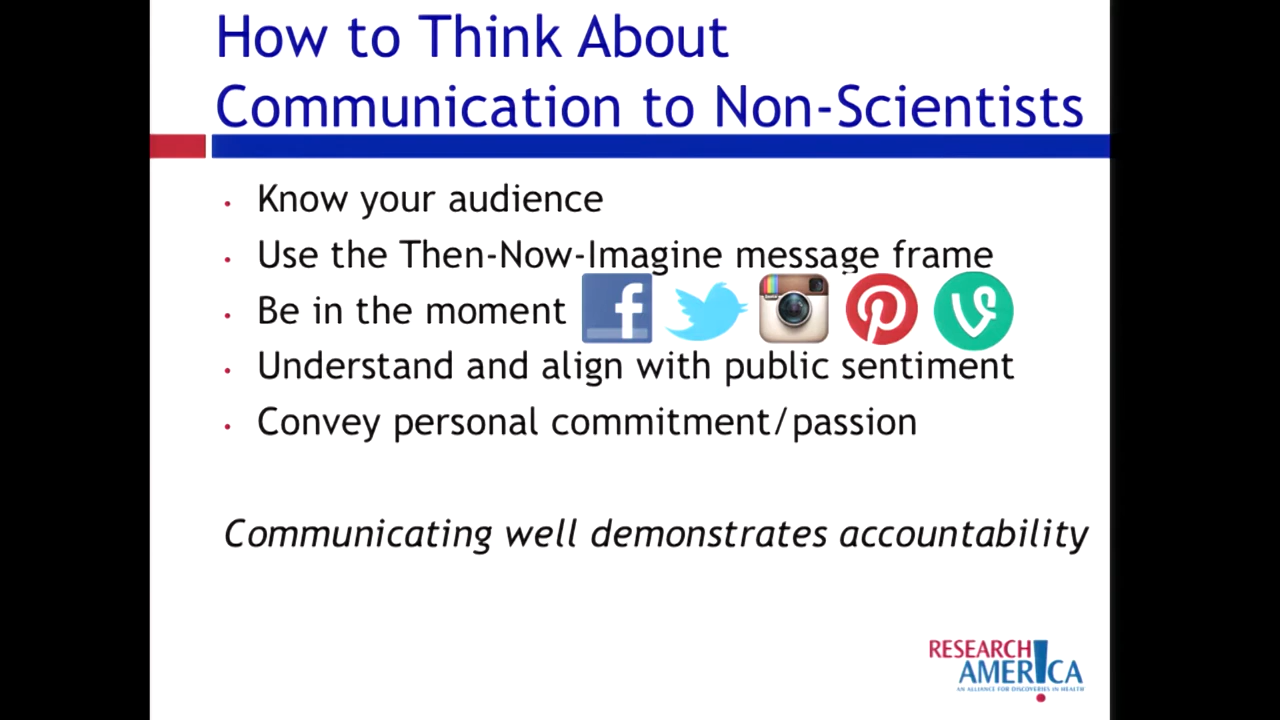 How to Think About
Communication to Non-Scientists
• Know your audience
• Use the Then-Now-Imagine message frame
• Be in the moment
• Understand and align with public sentiment
• Convey personal commitment/passion
Communicating well demonstrates accountability
RESEARCH
AMER!CA
AN ALLIANCE FOR DISCOVERIES IN HEALTH